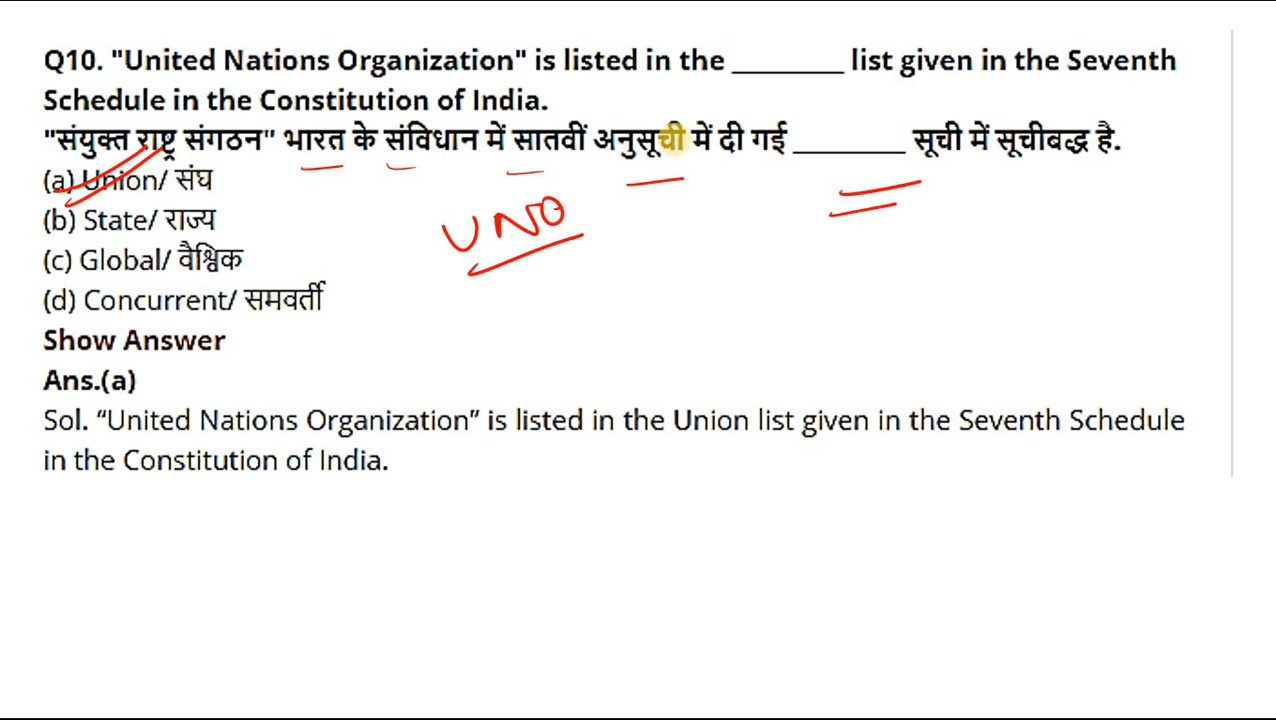 Q10. "United Nations Organization" is listed in the ________ list given in the Seventh
Schedule in the Constitution of India.
"संयुक्त राष्ट्र संगठन" भारत के संविधान में सातवीं अनुसूची में दी गई ________ सूची में सूचीबद्ध है.
(a) Union/ संघ
(b) State/ राज्य
UNO
(c) Global/ वैश्विक
(d) Concurrent/ समवर्ती
Show Answer
Ans.(a)
Sol. “United Nations Organization” is listed in the Union list given in the Seventh Schedule
in the Constitution of India.